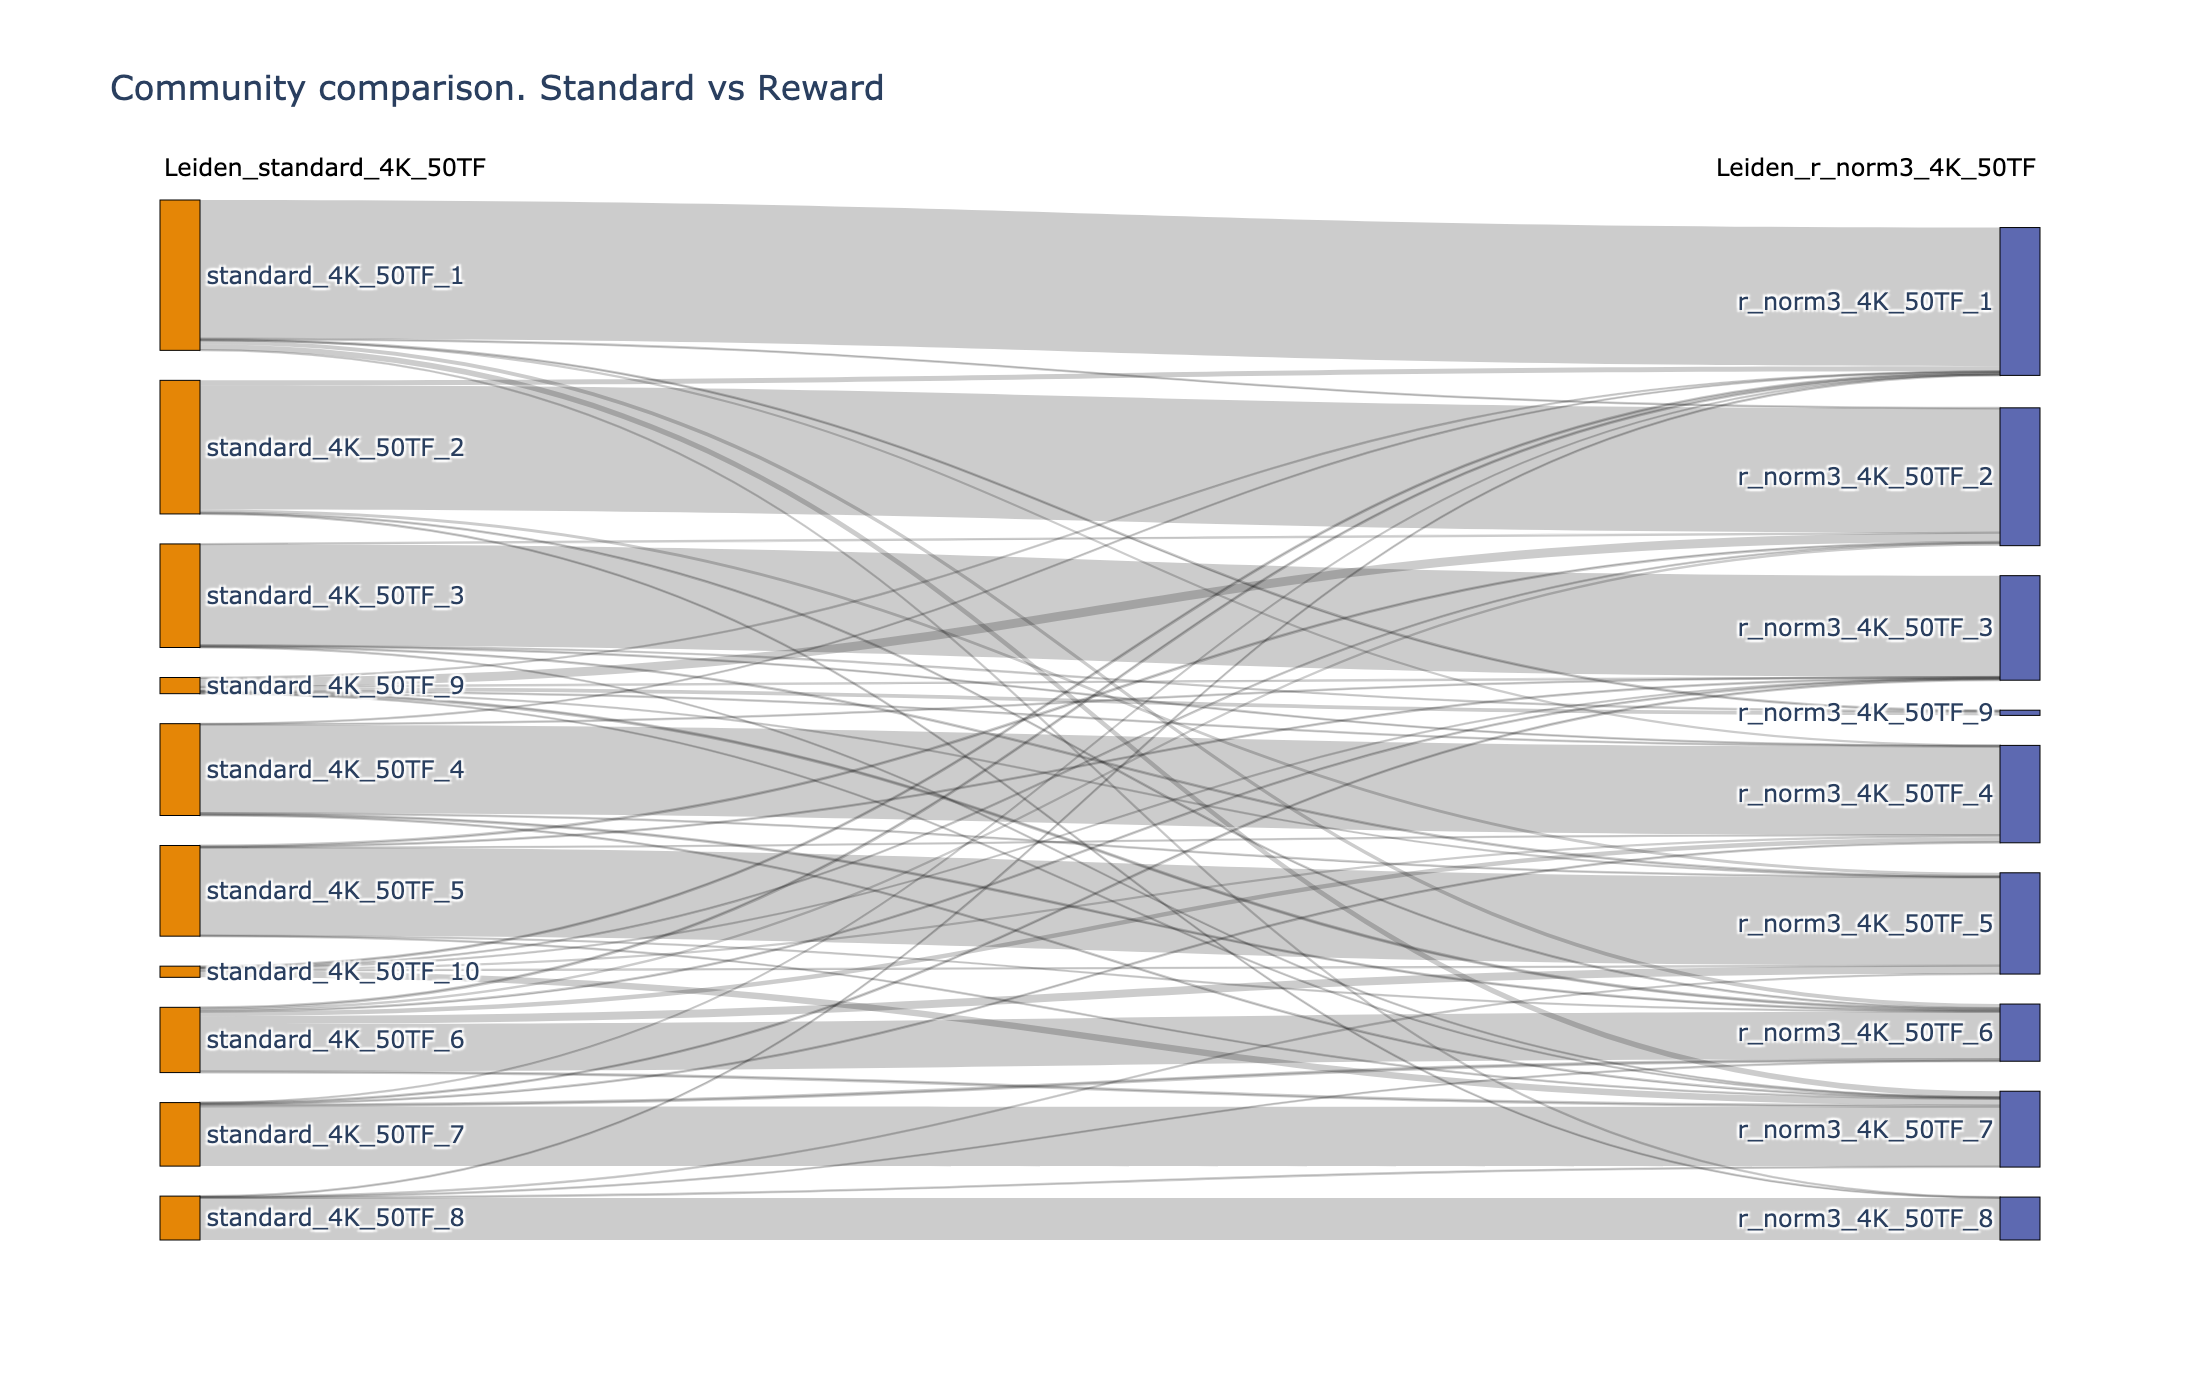 Community comparison. Standard vs Reward
Leiden_standard_4K_50TF
Leiden_r_norm3_4K_50TF
standard_4K_50TF_1
standard_4K_50TF_2
standard_4K_50TF_3
standard_4K_50TF_9
standard_4K_50TF_4
standard_4K_50TF_5
standard_4K_50TF_10
standard_4K_50TF_6
standard_4K_50TF_7
standard_4K_50TF_8
r_norm3_4K_50TF_1
r_norm3_4K_50TF_2
r_norm3_4K_50TF_3
r_norm3_4K_50TF_9
r_norm3_4K_50TF_4
r_norm3_4K_50TF_5
r_norm3_4K_50TF_6
r_norm3_4K_50TF_7
r_norm3_4K_50TF_8